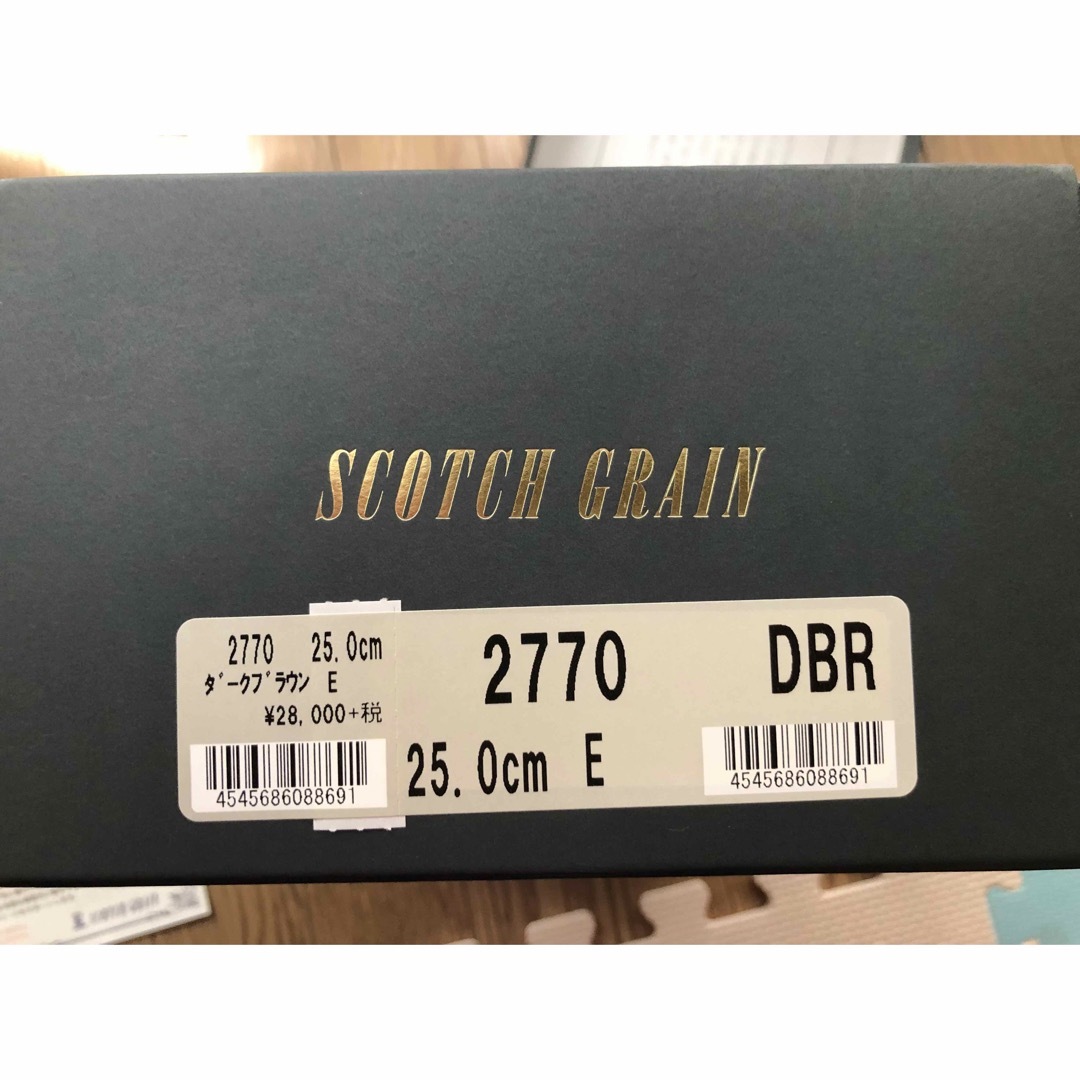 SCOTCH GRAIN
2770 25.0cm
ﾀﾞｰｸﾌﾞﾗｳﾝ E
¥28,000+税
4545686088691
2770 DBR
25.0cm E
4545686088691